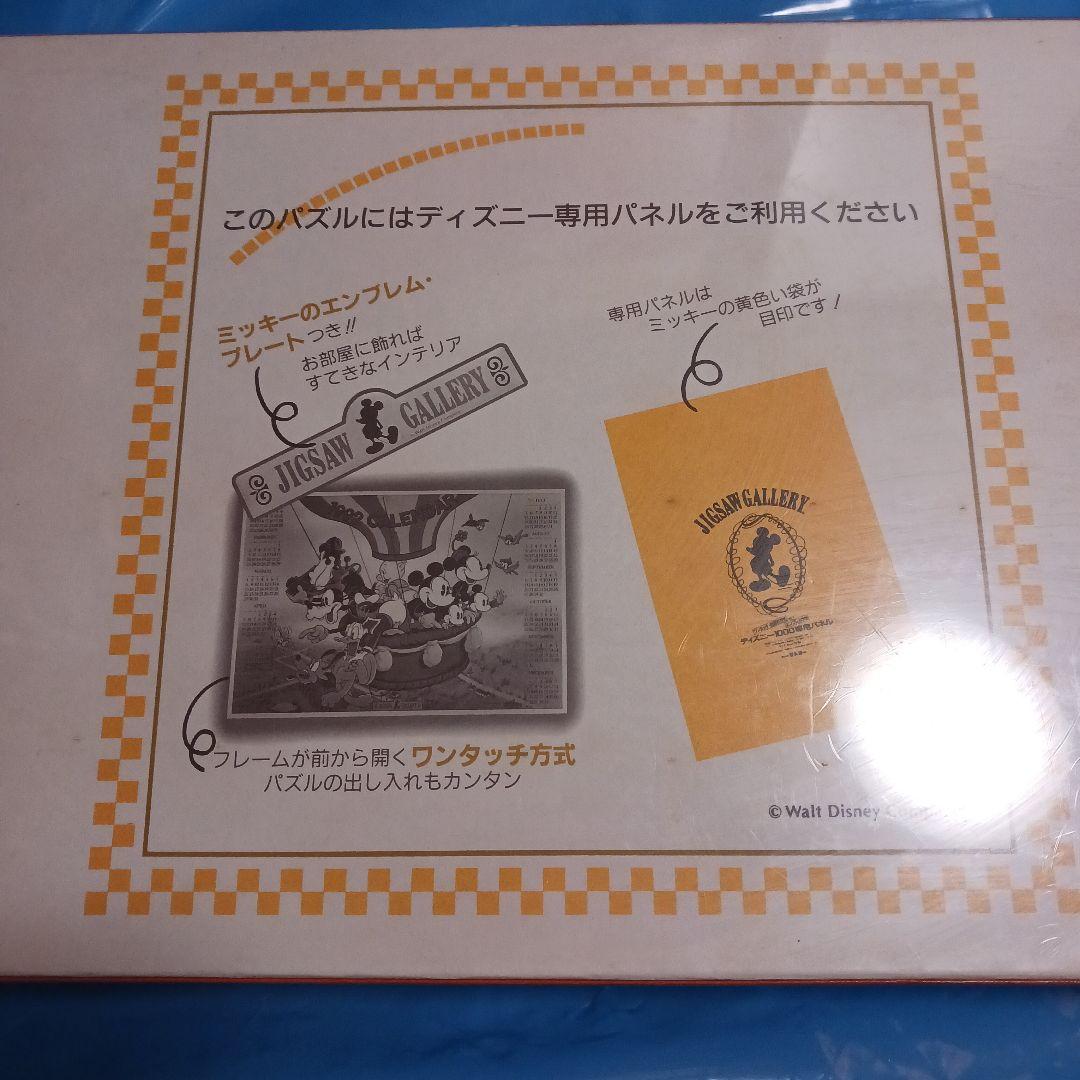 このパズルにはディズニー専用パネルをご利用ください
ミッキーのエンブレム・
プレートつき!!
お部屋に飾れば
すてきなインテリア
専用パネルは
ミッキーの黄色い袋が
目印です!
JIGSAW GALLERY
1992 CALENDAR
JIGSAW GALLERY
ディズニー1000専用パネル
フレームが前から開くワンタッチ方式
パズルの出し入れもカンタン
© Walt Disney